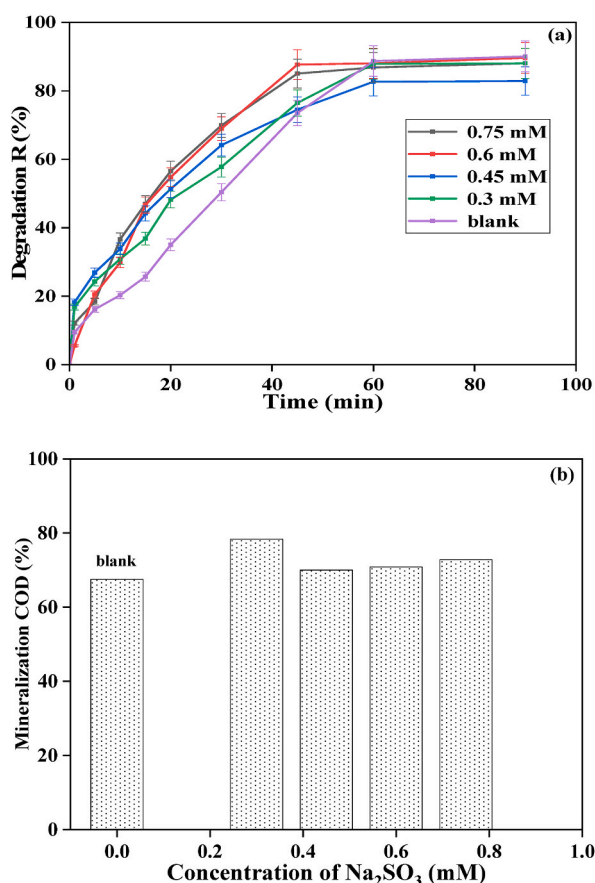 100
(a)
80
60
40
20
0
Degradation R (%)
0.75 mM
0.6 mM
0.45 mM
0.3 mM
blank
0 20 40 60 80 100
Time (min)
100
(b)
80
60
40
20
0
Mineralization COD (%)
blank
0.0 0.2 0.4 0.6 0.8 1.0
Concentration of Na₂SO₃ (mM)